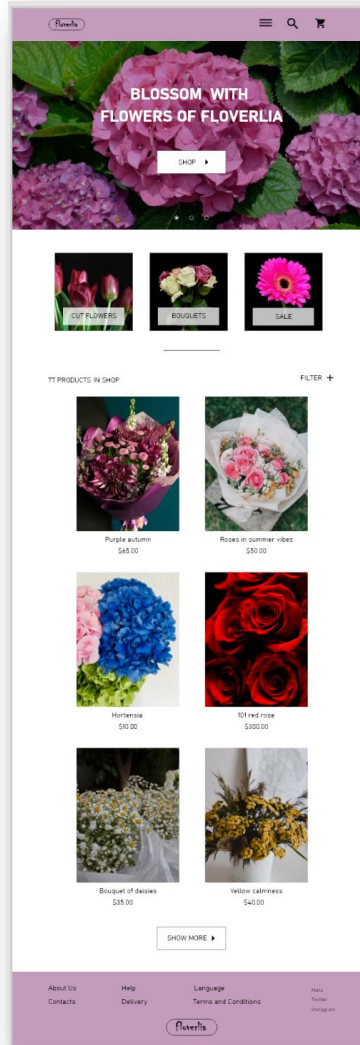 Floverlia
BLOSSOM WITH
FLOWERS OF FLOVERLIA
SHOP
CUT FLOWERS
BOUQUETS
SALE
77 PRODUCTS IN SHOP
FILTER +
Purple autumn
$65.00
Roses in summer vibes
$50.00
Hortensia
$10.00
101 red rose
$300.00
Bouquet of daisies
$35.00
Yellow calmness
$40.00
SHOW MORE
About Us
Help
Language
Meta
Contacts
Delivery
Terms and Conditions
Twitter
Instagram
Floverlia